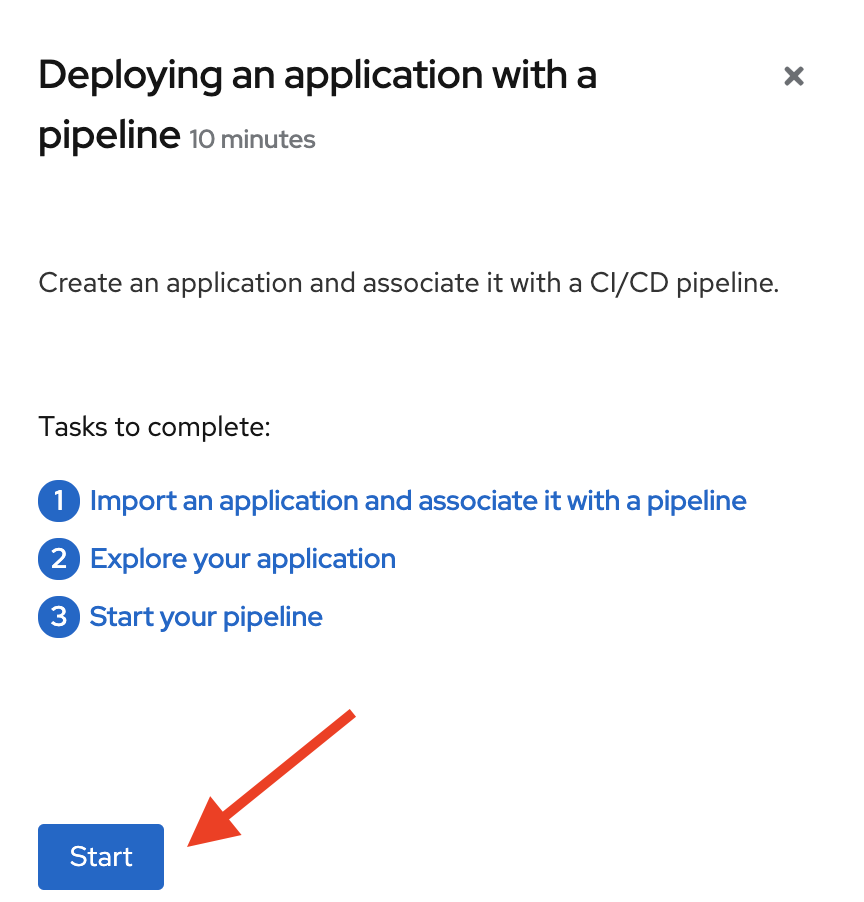 Deploying an application with a
pipeline 10 minutes
Create an application and associate it with a CI/CD pipeline.
Tasks to complete:
1 Import an application and associate it with a pipeline
2 Explore your application
3 Start your pipeline
Start